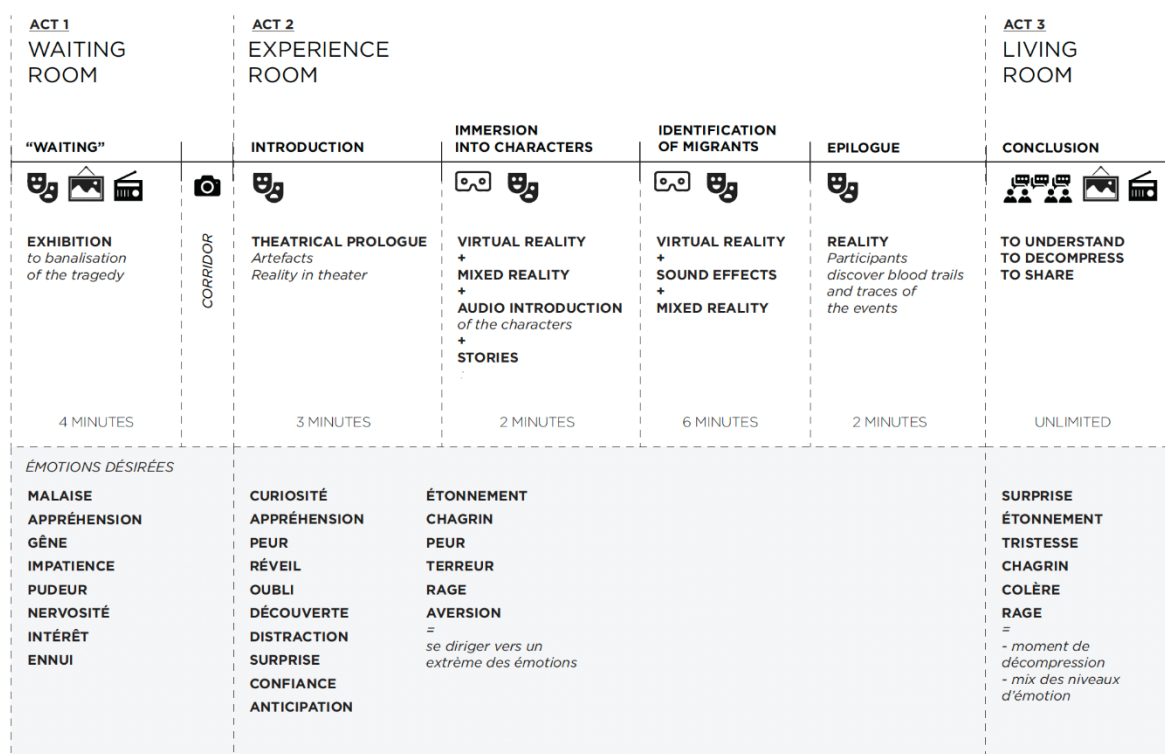 ACT 1
WAITING
ROOM
ACT 2
EXPERIENCE
ROOM
ACT 3
LIVING
ROOM
“WAITING”
INTRODUCTION
IMMERSION
INTO CHARACTERS
IDENTIFICATION
OF MIGRANTS
EPILOGUE
CONCLUSION
EXHIBITION
to banalisation
of the tragedy
CORRIDOR
THEATRICAL PROLOGUE
Artefacts
Reality in theater
VIRTUAL REALITY
+
MIXED REALITY
+
AUDIO INTRODUCTION
of the characters
+
STORIES
VIRTUAL REALITY
+
SOUND EFFECTS
+
MIXED REALITY
REALITY
Participants
discover blood trails
and traces of
the events
TO UNDERSTAND
TO DECOMPRESS
TO SHARE
4 MINUTES
3 MINUTES
2 MINUTES
6 MINUTES
2 MINUTES
UNLIMITED
ÉMOTIONS DÉSIRÉES
MALAISE
APPRÉHENSION
GÊNE
IMPATIENCE
PUDEUR
NERVOSITÉ
INTÉRÊT
ENNUI
CURIOSITÉ
APPRÉHENSION
PEUR
RÉVEIL
OUBLI
DÉCOUVERTE
DISTRACTION
SURPRISE
CONFIANCE
ANTICIPATION
ÉTONNEMENT
CHAGRIN
PEUR
TERREUR
RAGE
AVERSION
=
se diriger vers un
extrême des émotions
SURPRISE
ÉTONNEMENT
TRISTESSE
CHAGRIN
COLÈRE
RAGE
=
- moment de
décompression
- mix des niveaux
d’émotion